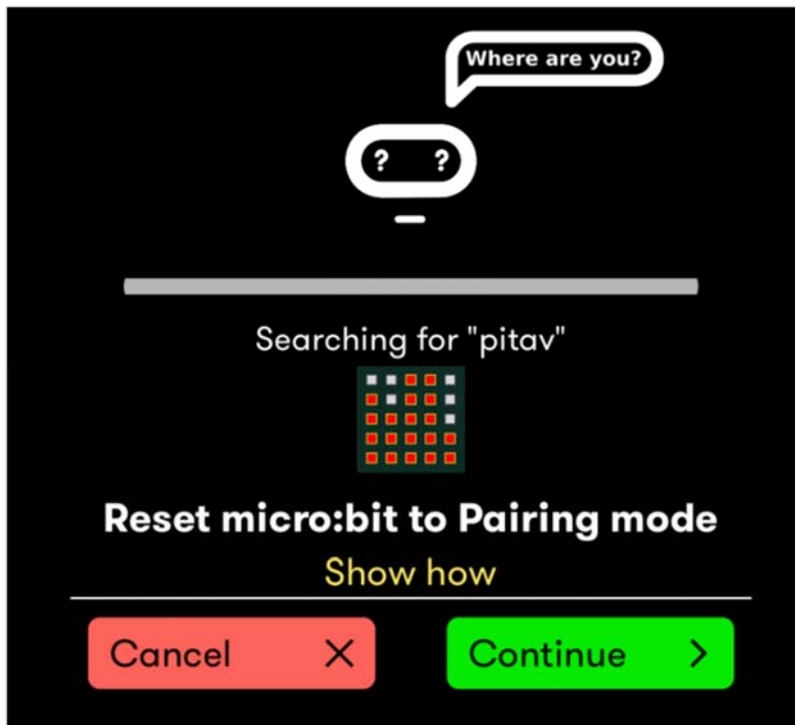 Where are you?
? ?
Searching for "pitav"
Reset micro:bit to Pairing mode
Show how
Cancel X
Continue >